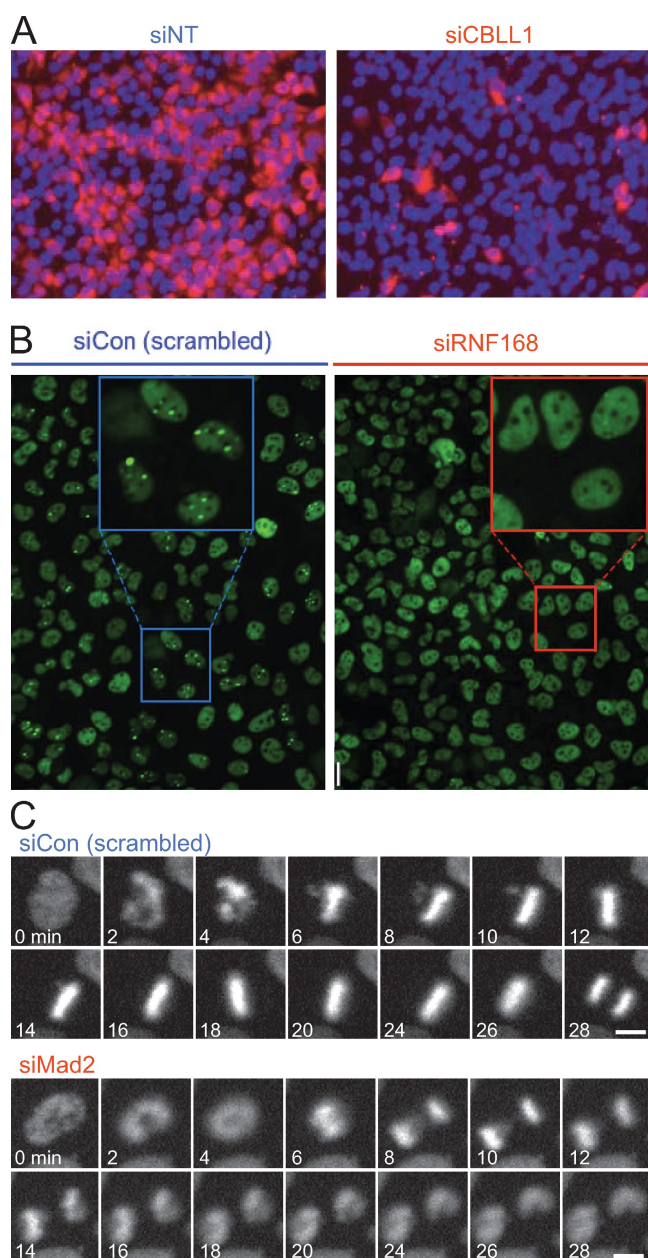 A
siNT siCBLL1
B
siCon (scrambled) siRNF168
C
siCon (scrambled)
0 min 2 4 6 8 10 12
14 16 18 20 24 26 28
siMad2
0 min 2 4 6 8 10 12
14 16 18 20 24 26 28